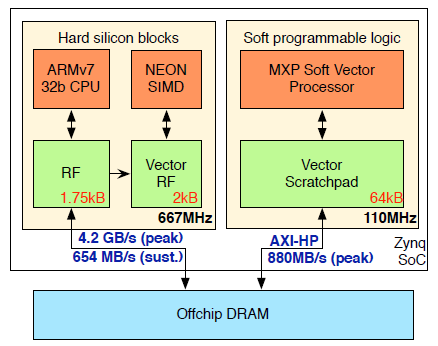 Hard silicon blocks
ARMv7
32b CPU
NEON
SIMD
RF
1.75kB
Vector
RF
2kB
667MHz
4.2 GB/s (peak)
654 MB/s (sust.)
Soft programmable logic
MXP Soft Vector
Processor
Vector
Scratchpad
64kB
110MHz
AXI-HP
880MB/s (peak)
Zynq
SoC
Offchip DRAM